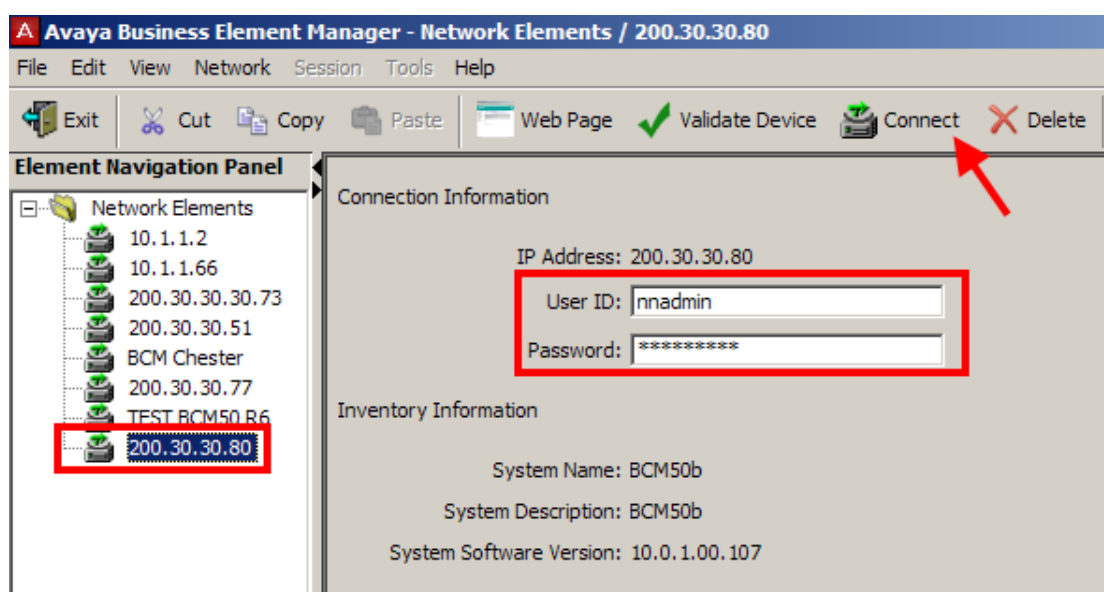 A Avaya Business Element Manager - Network Elements / 200.30.30.80
File Edit View Network Session Tools Help
Exit Cut Copy Paste Web Page Validate Device Connect Delete
Element Navigation Panel
Network Elements
10.1.1.2
10.1.1.66
200.30.30.30.73
200.30.30.51
BCM Chester
200.30.30.77
TEST BCM50 R6
200.30.30.80
Connection Information
IP Address: 200.30.30.80
User ID: nnadmin
Password: *********
Inventory Information
System Name: BCM50b
System Description: BCM50b
System Software Version: 10.0.1.00.107